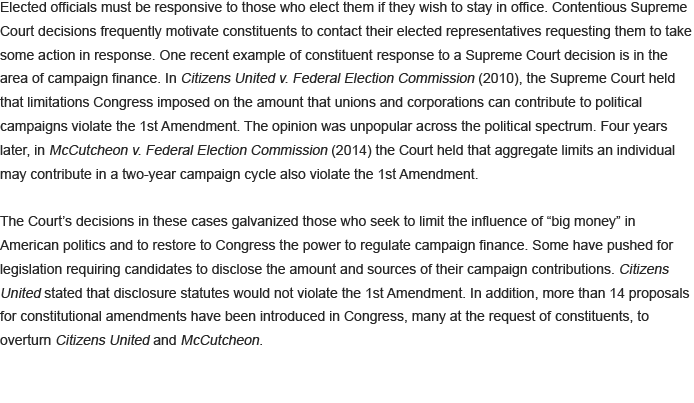 Elected officials must be responsive to those who elect them if they wish to stay in office. Contentious Supreme
Court decisions frequently motivate constituents to contact their elected representatives requesting them to take
some action in response. One recent example of constituent response to a Supreme Court decision is in the
area of campaign finance. In Citizens United v. Federal Election Commission (2010), the Supreme Court held
that limitations Congress imposed on the amount that unions and corporations can contribute to political
campaigns violate the 1st Amendment. The opinion was unpopular across the political spectrum. Four years
later, in McCutcheon v. Federal Election Commission (2014) the Court held that aggregate limits an individual
may contribute in a two-year campaign cycle also violate the 1st Amendment.

The Court’s decisions in these cases galvanized those who seek to limit the influence of “big money” in
American politics and to restore to Congress the power to regulate campaign finance. Some have pushed for
legislation requiring candidates to disclose the amount and sources of their campaign contributions. Citizens
United stated that disclosure statutes would not violate the 1st Amendment. In addition, more than 14 proposals
for constitutional amendments have been introduced in Congress, many at the request of constituents, to
overturn Citizens United and McCutcheon.